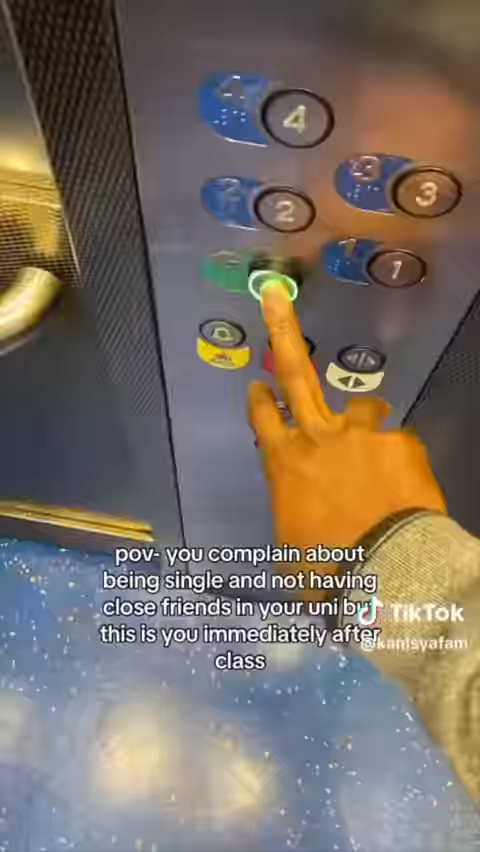 4
3
2
1
pov- you complain about
being single and not having
close friends in your uni but
this is you immediately after
class
TikTok
@kantsyafam